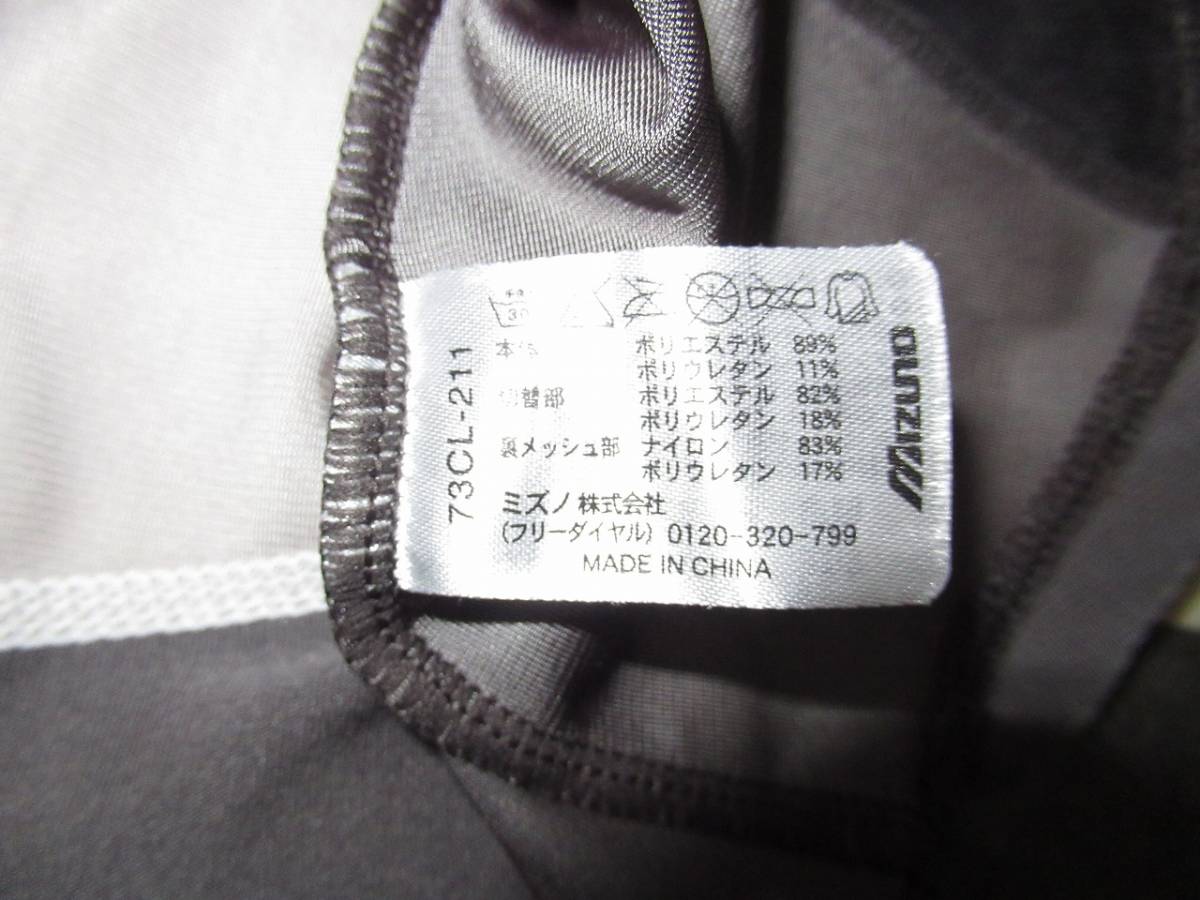 30
本体 ポリエステル 89%
ポリウレタン 11%
切替部 ポリエステル 82%
ポリウレタン 18%
裏メッシュ部 ナイロン 83%
ポリウレタン 17%
ミズノ株式会社
(フリーダイヤル) 0120-320-799
MADE IN CHINA
73CL-211
MIZUNO